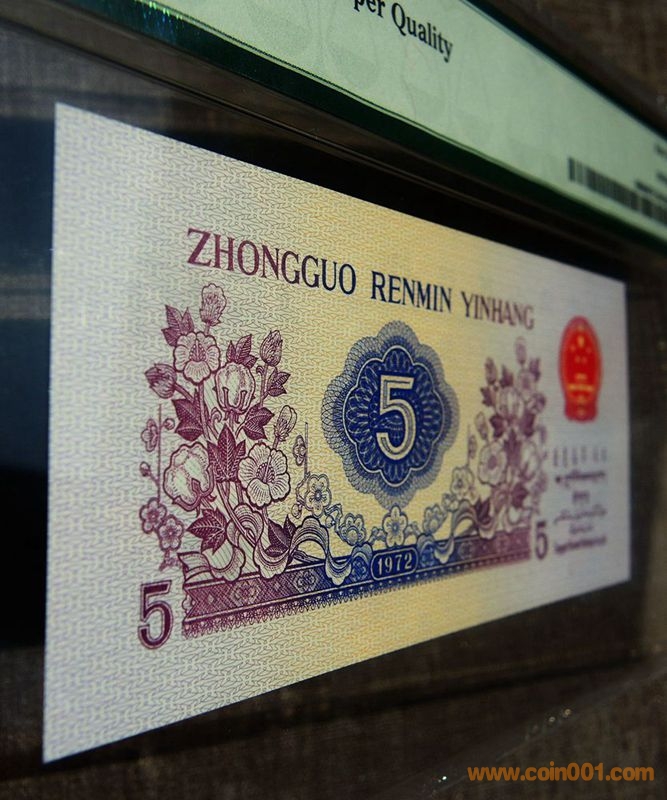 per Quality
ZHONGGUO RENMIN YINHANG
5
5
5
1972
www.coin001.com